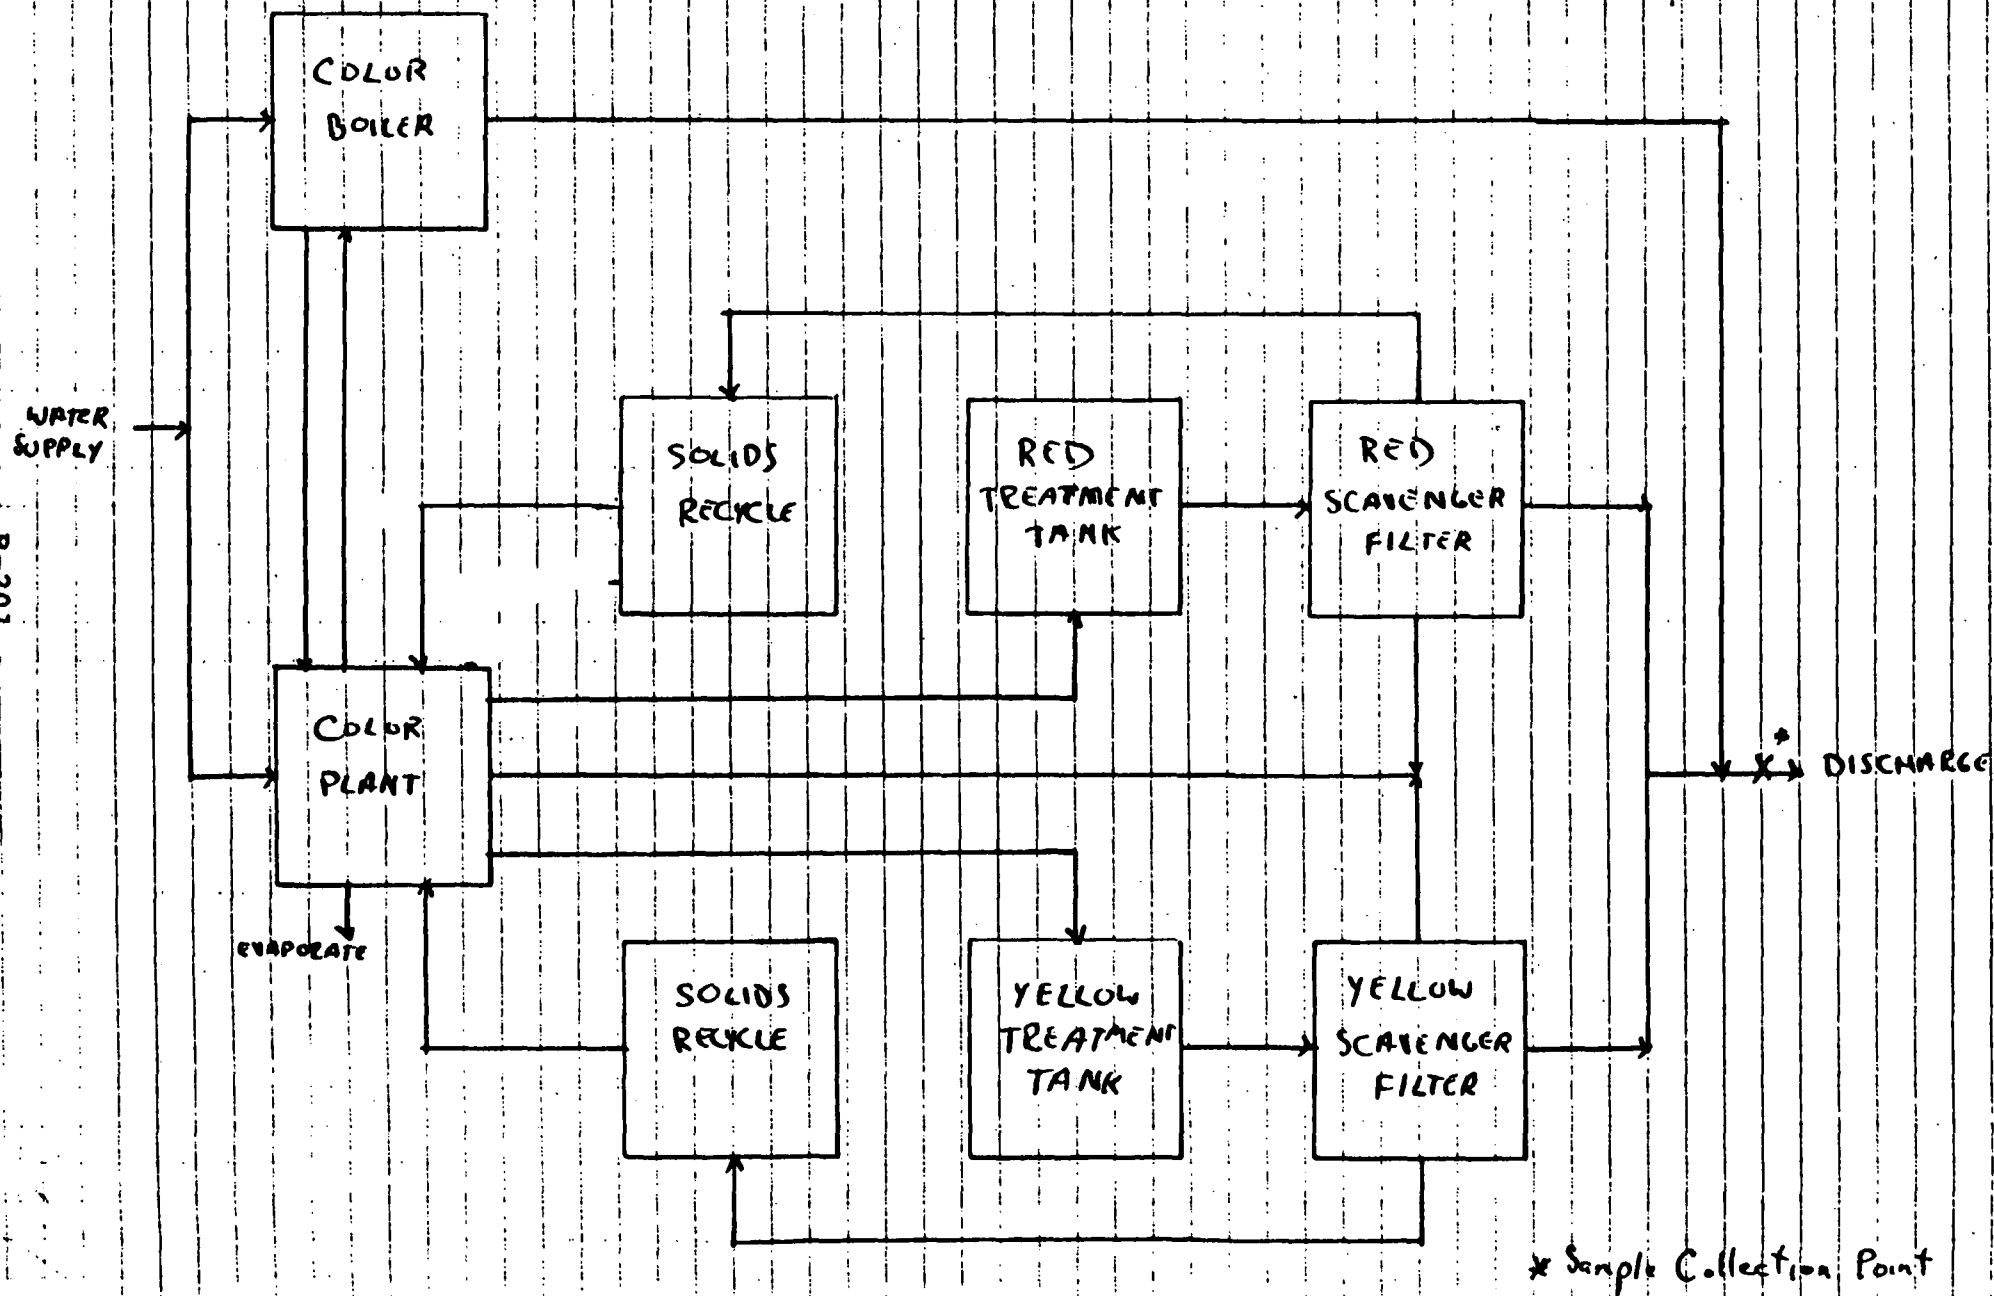 COLOR
BOILER
WATER
SUPPLY
SOLIDS
RECYCLE
RED
TREATMENT
TANK
RED
SCAVENGER
FILTER
COLOR
PLANT
* DISCHARGE
EVAPORATE
SOLIDS
RECYCLE
YELLOW
TREATMENT
TANK
YELLOW
SCAVENGER
FILTER
* Sample Collection Point